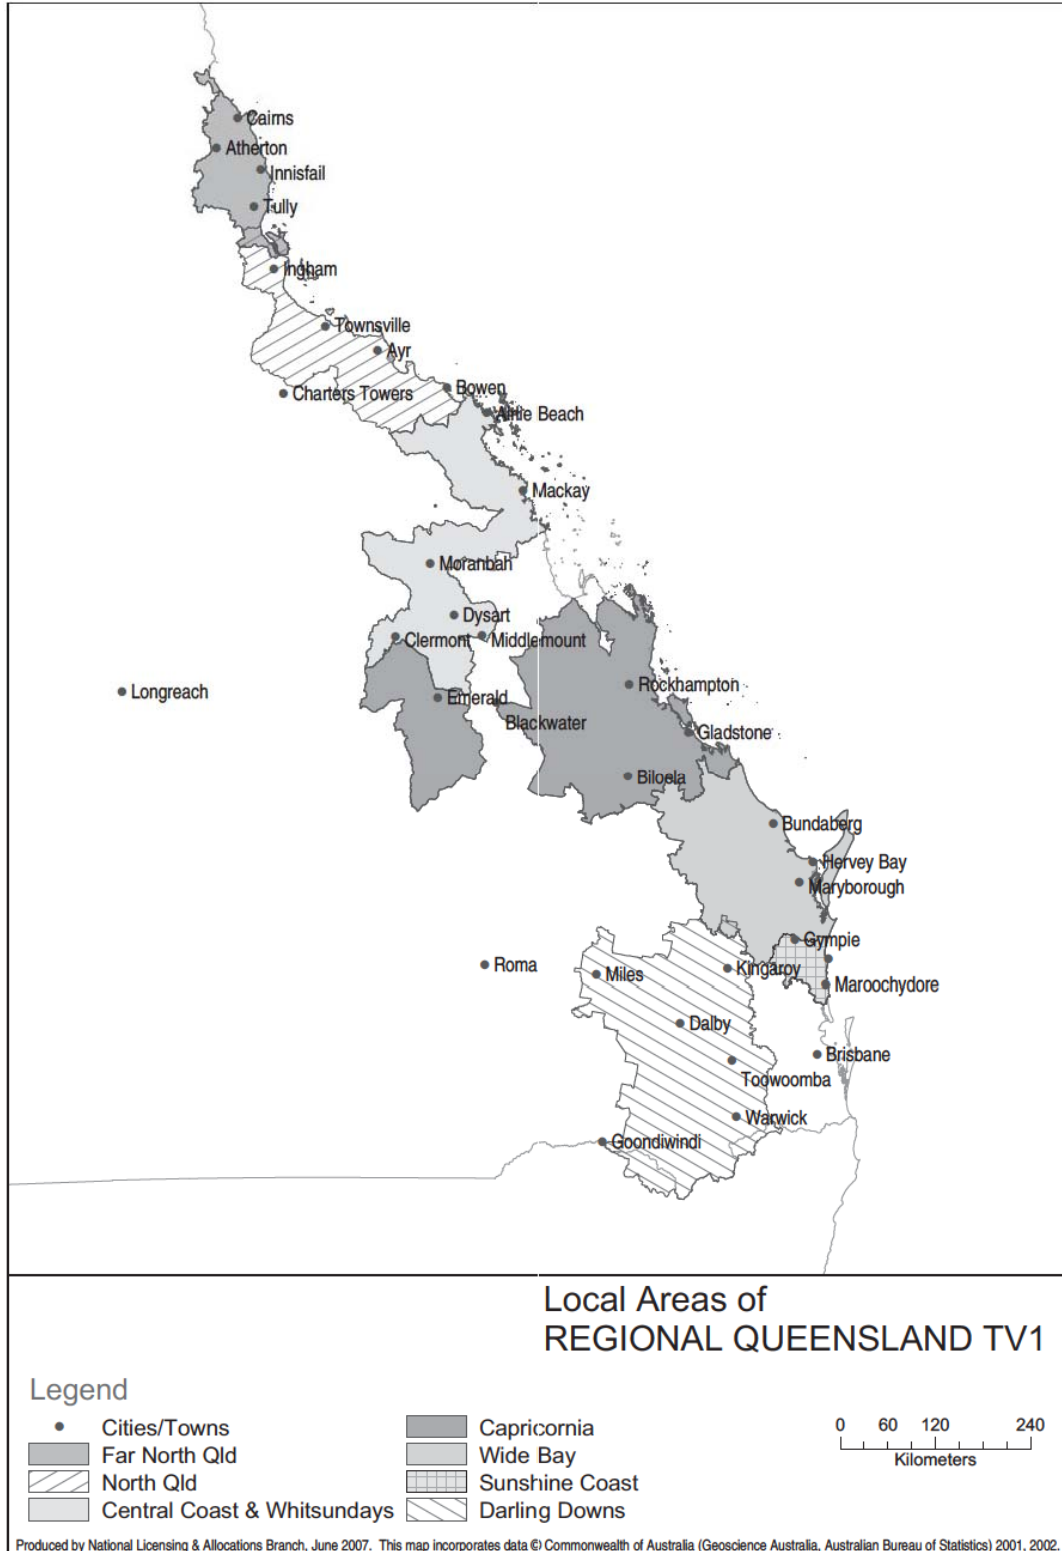 Cairns
Atherton
Innisfail
Tully
Ingham
Townsville
Ayr
Charters Towers
Bowen
Airlie Beach
Mackay
Moranbah
Dysart
Clermont
Middlemount
Longreach
Emerald
Rockhampton
Blackwater
Gladstone
Biloela
Bundaberg
Hervey Bay
Maryborough
Gympie
Roma
Miles
Kingaroy
Maroochydore
Dalby
Brisbane
Toowoomba
Warwick
Goondiwindi
Local Areas of
REGIONAL QUEENSLAND TV1
Legend
Cities/Towns
Far North Qld
North Qld
Central Coast & Whitsundays
Capricornia
Wide Bay
Sunshine Coast
Darling Downs
0 60 120 240
Kilometers
Produced by National Licensing & Allocations Branch, June 2007. This map incorporates data © Commonwealth of Australia (Geoscience Australia, Australian Bureau of Statistics) 2001, 2002.